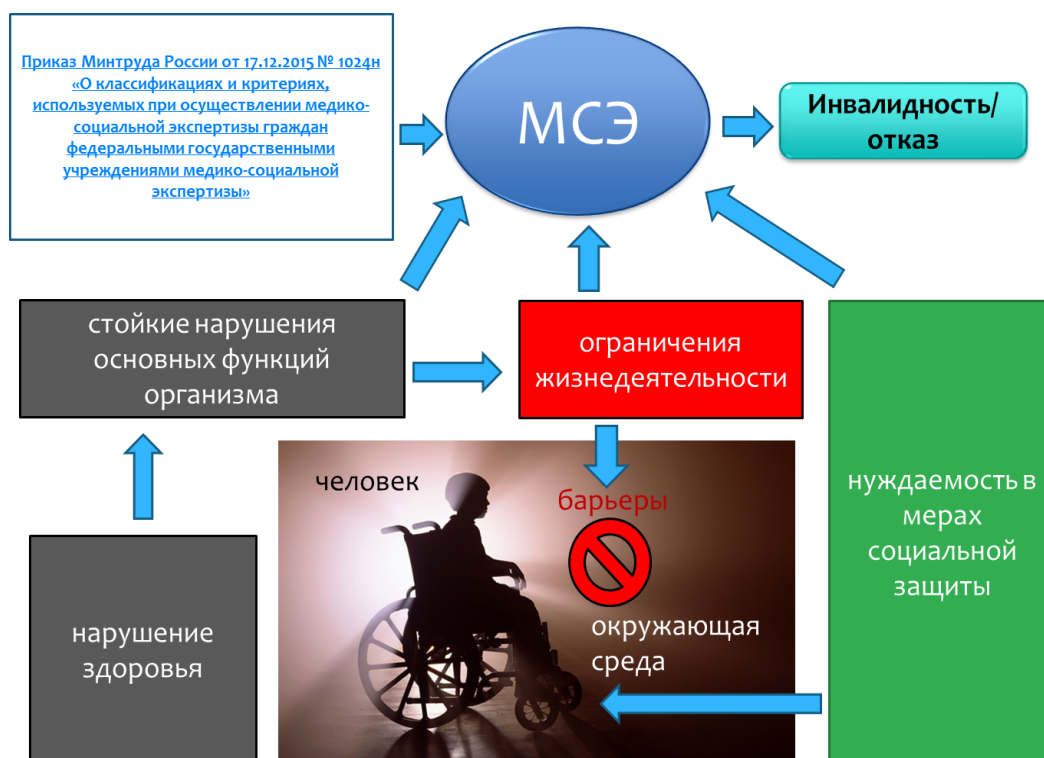 Приказ Минтруда России от 17.12.2015 № 1024н
«О классификациях и критериях,
используемых при осуществлении медико-
социальной экспертизы граждан
федеральными государственными
учреждениями медико-социальной
экспертизы»
МСЭ
Инвалидность/
отказ
стойкие нарушения
основных функций
организма
ограничения
жизнедеятельности
нуждаемость в
мерах
социальной
защиты
человек
барьеры
окружающая
среда
нарушение
здоровья